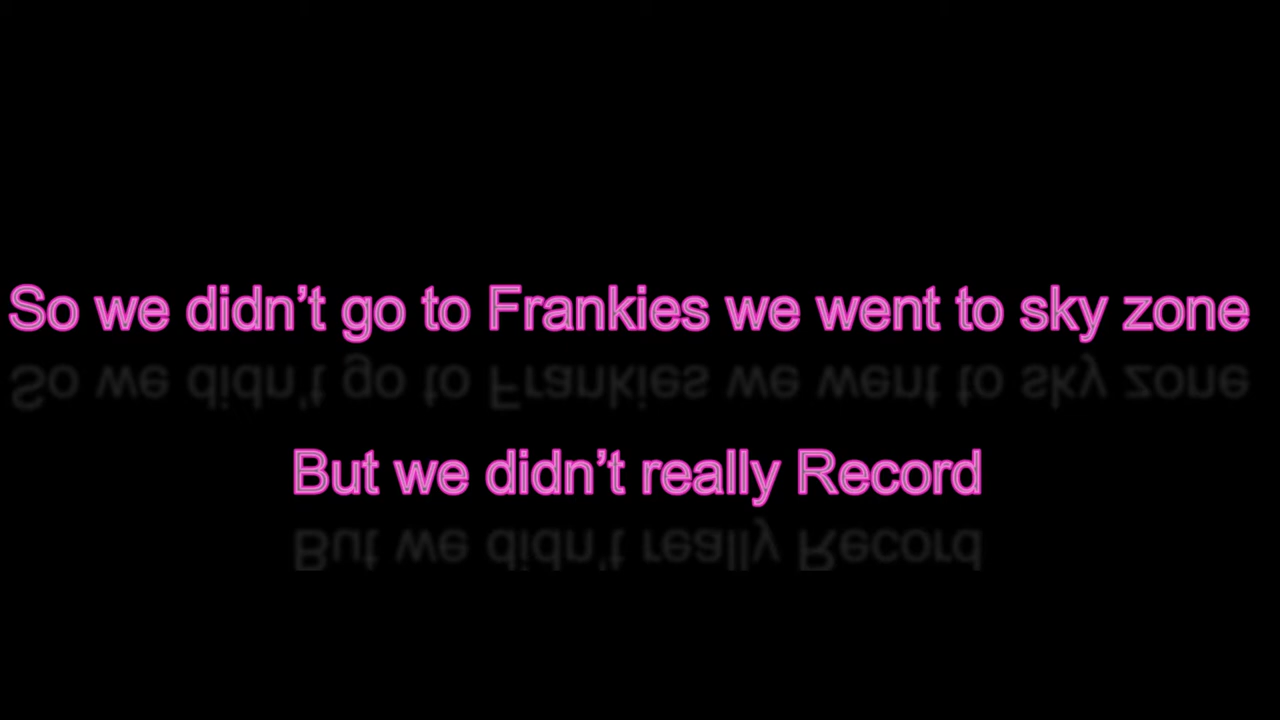 So we didn’t go to Frankies we went to sky zone
But we didn’t really Record